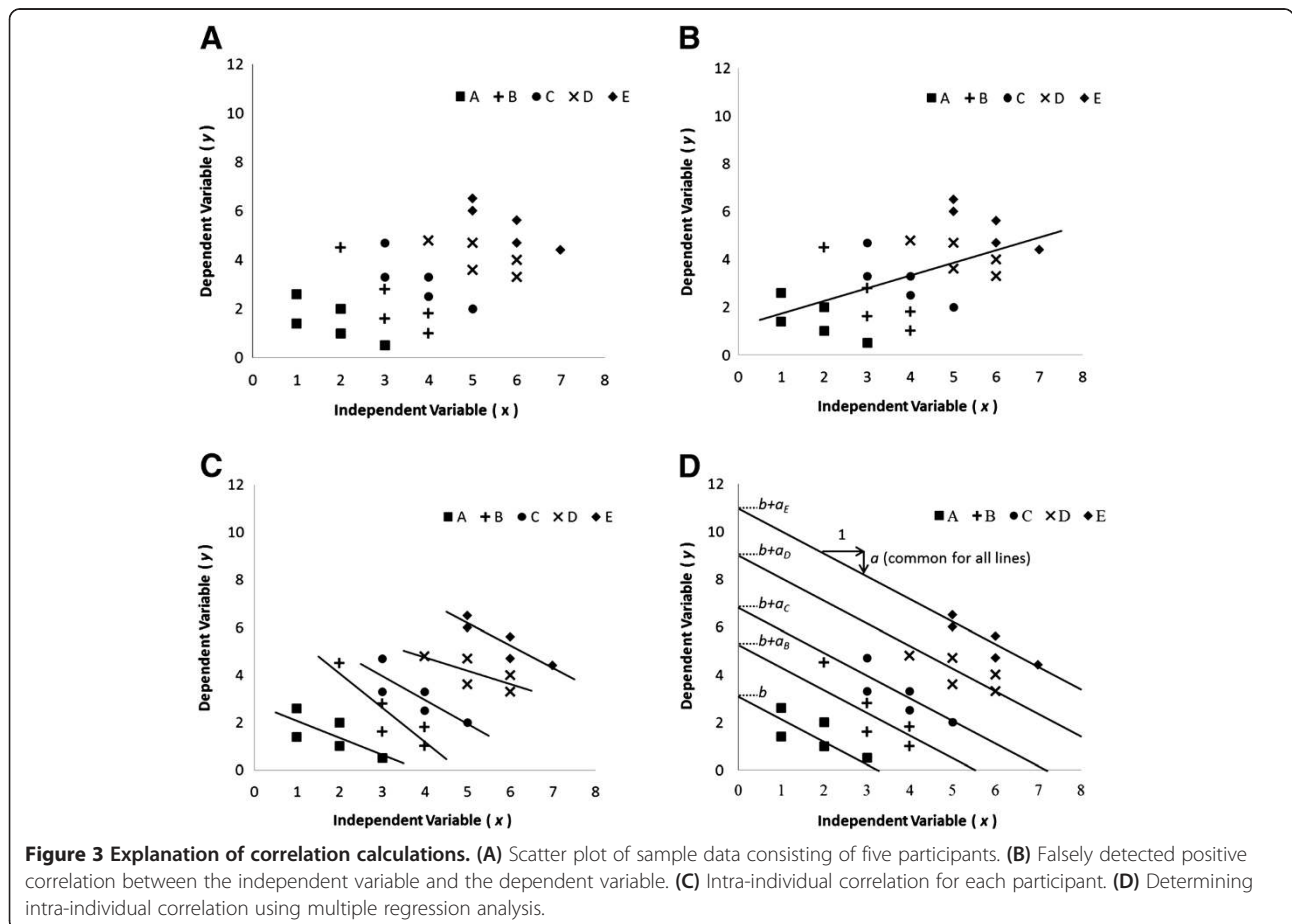 A
Dependent Variable (y)
12
10
8
6
4
2
0
A B C D E
0 1 2 3 4 5 6 7 8
Independent Variable ( x )
B
Dependent Variable (y)
12
10
8
6
4
2
0
A B C D E
0 1 2 3 4 5 6 7 8
Independent Variable ( x )
C
Dependent Variable (y)
12
10
8
6
4
2
0
A B C D E
0 1 2 3 4 5 6 7 8
Independent Variable ( x )
D
Dependent Variable (y)
12
10
8
6
4
2
0
b+aE
b+aD
b+aC
b+aB
b
A B C D E
1
a (common for all lines)
0 1 2 3 4 5 6 7 8
Independent Variable ( x )
Figure 3 Explanation of correlation calculations. (A) Scatter plot of sample data consisting of five participants. (B) Falsely detected positive
correlation between the independent variable and the dependent variable. (C) Intra-individual correlation for each participant. (D) Determining
intra-individual correlation using multiple regression analysis.